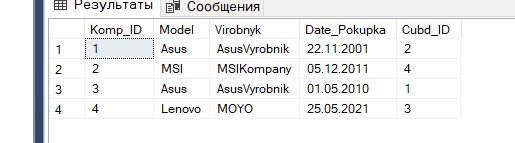 Результаты Сообщения
Komp_ID Model Virobnyk Date_Pokupka Cubd_ID
1 1 Asus AsusVyrobnik 22.11.2001 2
2 2 MSI MSIKompany 05.12.2011 4
3 3 Asus AsusVyrobnik 01.05.2010 1
4 4 Lenovo MOYO 25.05.2021 3